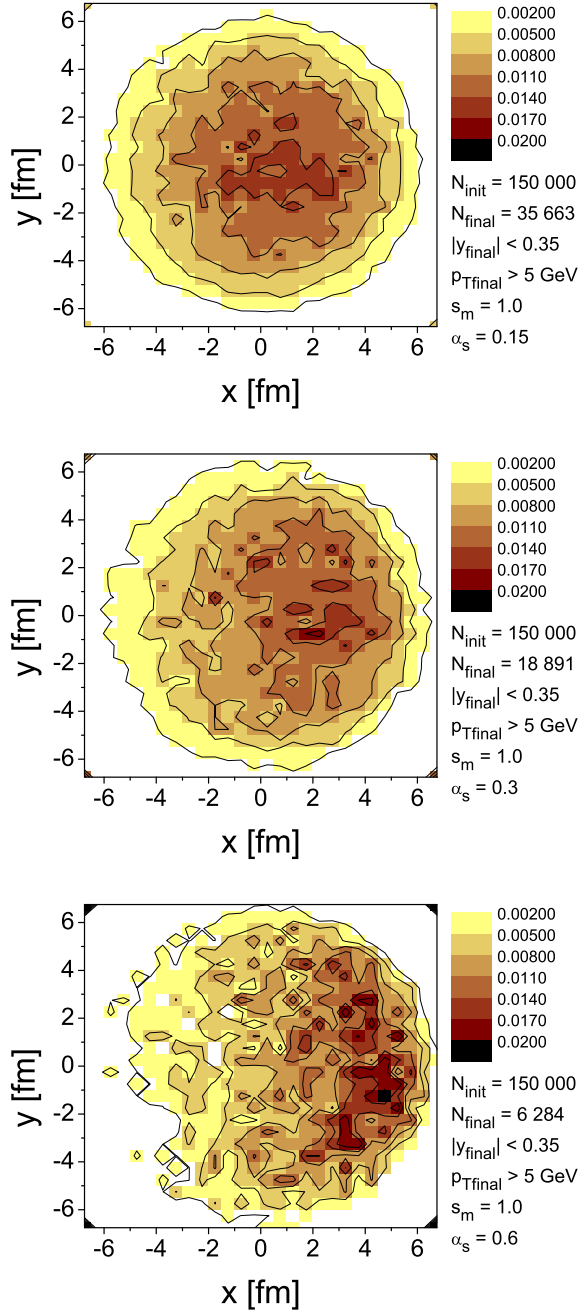 6
4
2
0
-2
-4
-6
y [fm]
-6 -4 -2 0 2 4 6
x [fm]
0.00200
0.00500
0.00800
0.0110
0.0140
0.0170
0.0200
N_init = 150 000
N_final = 35 663
|y_final| < 0.35
p_Tfinal > 5 GeV
s_m = 1.0
α_s = 0.15
6
4
2
0
-2
-4
-6
y [fm]
-6 -4 -2 0 2 4 6
x [fm]
0.00200
0.00500
0.00800
0.0110
0.0140
0.0170
0.0200
N_init = 150 000
N_final = 18 891
|y_final| < 0.35
p_Tfinal > 5 GeV
s_m = 1.0
α_s = 0.3
6
4
2
0
-2
-4
-6
y [fm]
-6 -4 -2 0 2 4 6
x [fm]
0.00200
0.00500
0.00800
0.0110
0.0140
0.0170
0.0200
N_init = 150 000
N_final = 6 284
|y_final| < 0.35
p_Tfinal > 5 GeV
s_m = 1.0
α_s = 0.6